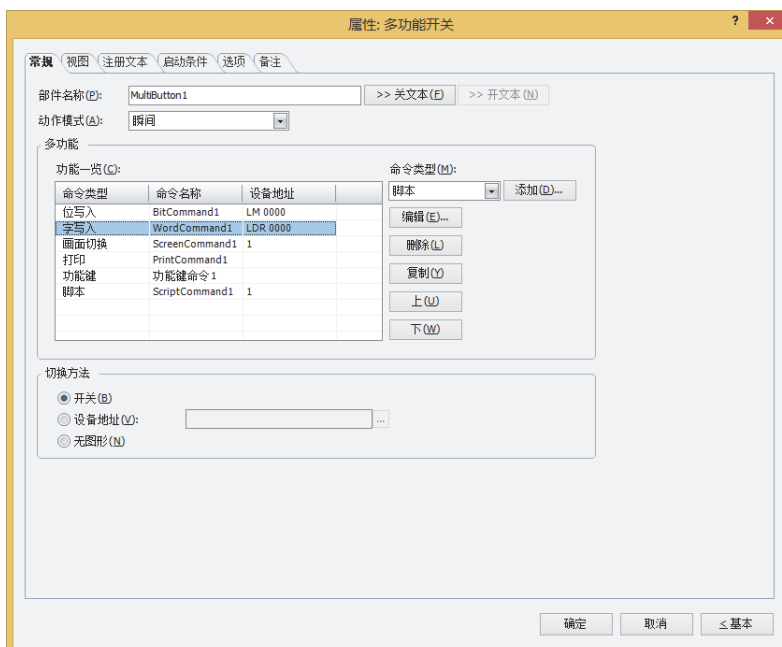 属性: 多功能开关
? x
常规 视图 注册文本 启动条件 选项 备注
部件名称(P): MultiButton1 >> 关文本(F) >> 开文本(N)
动作模式(A): 瞬间
多功能
功能一览(C): 命令类型(M):
命令类型 命令名称 设备地址 脚本 添加(D)...
位写入 BitCommand1 LM 0000 编辑(E)...
字写入 WordCommand1 LDR 0000
画面切换 ScreenCommand1 1 删除(L)
打印 PrintCommand1
功能键 功能键命令1 复制(Y)
脚本 ScriptCommand1 1
上(U)
下(W)
切换方法
开关(B)
设备地址(V): ...
无图形(N)
确定 取消 ≤基本